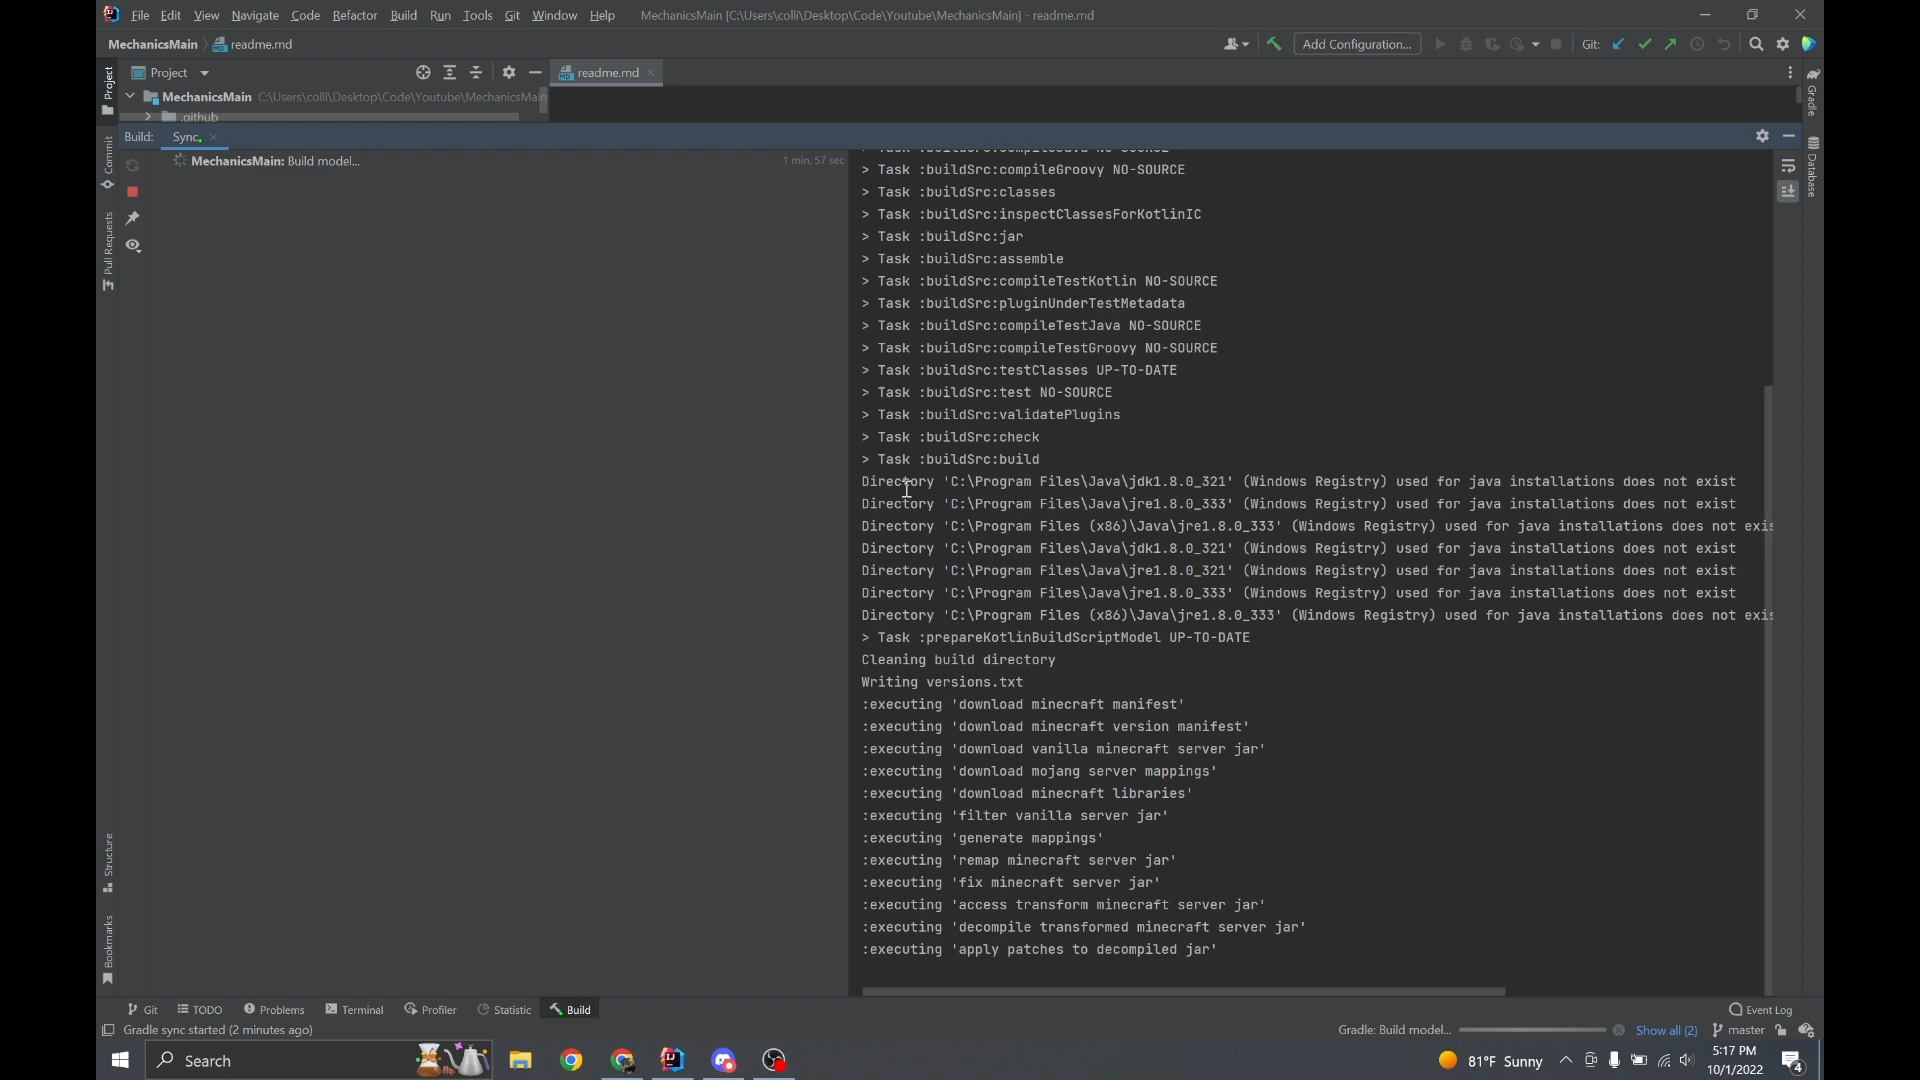 File Edit View Navigate Code Refactor Build Run Tools Git Window Help MechanicsMain [C:\Users\colli\Desktop\Code\Youtube\MechanicsMain] - readme.md
MechanicsMain readme.md
Add Configuration... Git:
Project
readme.md
MechanicsMain C:\Users\colli\Desktop\Code\Youtube\MechanicsMain
.github
Build: Sync
MechanicsMain: Build model... 1 min, 57 sec
Project
Commit
Pull Requests
Structure
Bookmarks
Gradle
Database
> Task :buildSrc:compileJava NO-SOURCE
> Task :buildSrc:compileGroovy NO-SOURCE
> Task :buildSrc:classes
> Task :buildSrc:inspectClassesForKotlinIC
> Task :buildSrc:jar
> Task :buildSrc:assemble
> Task :buildSrc:compileTestKotlin NO-SOURCE
> Task :buildSrc:pluginUnderTestMetadata
> Task :buildSrc:compileTestJava NO-SOURCE
> Task :buildSrc:compileTestGroovy NO-SOURCE
> Task :buildSrc:testClasses UP-TO-DATE
> Task :buildSrc:test NO-SOURCE
> Task :buildSrc:validatePlugins
> Task :buildSrc:check
> Task :buildSrc:build
Directory 'C:\Program Files\Java\jdk1.8.0_321' (Windows Registry) used for java installations does not exist
Directory 'C:\Program Files\Java\jre1.8.0_333' (Windows Registry) used for java installations does not exist
Directory 'C:\Program Files (x86)\Java\jre1.8.0_333' (Windows Registry) used for java installations does not exis
Directory 'C:\Program Files\Java\jdk1.8.0_321' (Windows Registry) used for java installations does not exist
Directory 'C:\Program Files\Java\jre1.8.0_321' (Windows Registry) used for java installations does not exist
Directory 'C:\Program Files\Java\jre1.8.0_333' (Windows Registry) used for java installations does not exist
Directory 'C:\Program Files (x86)\Java\jre1.8.0_333' (Windows Registry) used for java installations does not exis
> Task :prepareKotlinBuildScriptModel UP-TO-DATE
Cleaning build directory
Writing versions.txt
:executing 'download minecraft manifest'
:executing 'download minecraft version manifest'
:executing 'download vanilla minecraft server jar'
:executing 'download mojang server mappings'
:executing 'download minecraft libraries'
:executing 'filter vanilla server jar'
:executing 'generate mappings'
:executing 'remap minecraft server jar'
:executing 'fix minecraft server jar'
:executing 'access transform minecraft server jar'
:executing 'decompile transformed minecraft server jar'
:executing 'apply patches to decompiled jar'
Git TODO Problems Terminal Profiler Statistic Build Event Log
Gradle sync started (2 minutes ago) Gradle: Build model... Show all (2) master
Search 81°F Sunny 5:17 PM
10/1/2022
4